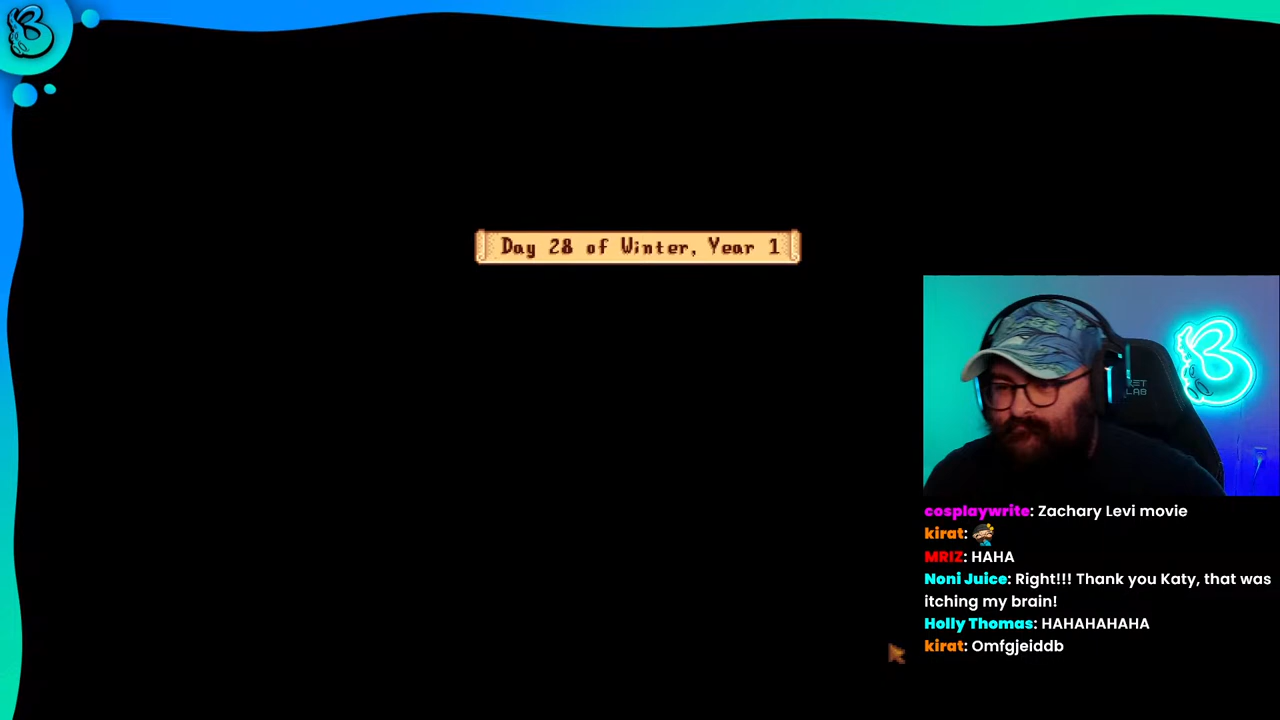 Day 28 of Winter, Year 1
cosplaywrite: Zachary Levi movie
kirat:
MRIZ: HAHA
Noni Juice: Right!!! Thank you Katy, that was
itching my brain!
Holly Thomas: HAHAHAHAHA
kirat: Omfgjeiddb